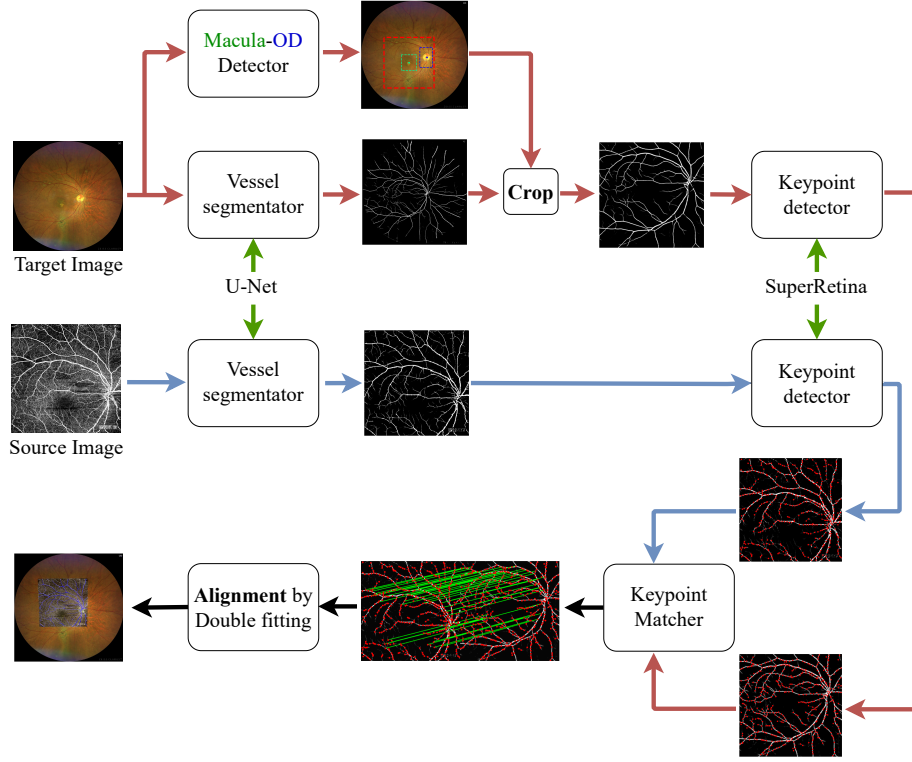 Macula-OD
Detector
Vessel
segmentator
Crop
Keypoint
detector
Target Image
U-Net
SuperRetina
Vessel
segmentator
Keypoint
detector
Source Image
Alignment by
Double fitting
Keypoint
Matcher